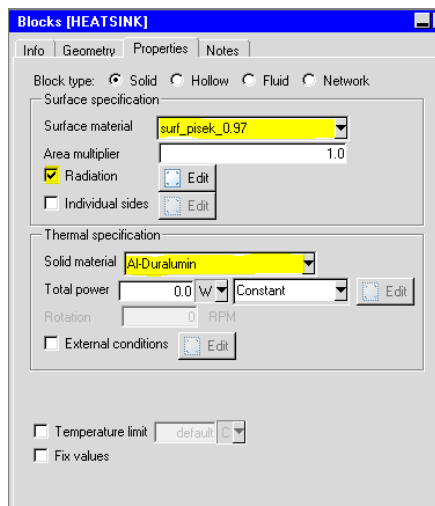 Blocks [HEATSINK]
Info Geometry Properties Notes
Block type: Solid Hollow Fluid Network
Surface specification
Surface material surf_pisek_0.97
Area multiplier 1.0
Radiation Edit
Individual sides Edit
Thermal specification
Solid material Al-Duralumin
Total power 0.0 W Constant Edit
Rotation 0 RPM
External conditions Edit
Temperature limit default C
Fix values